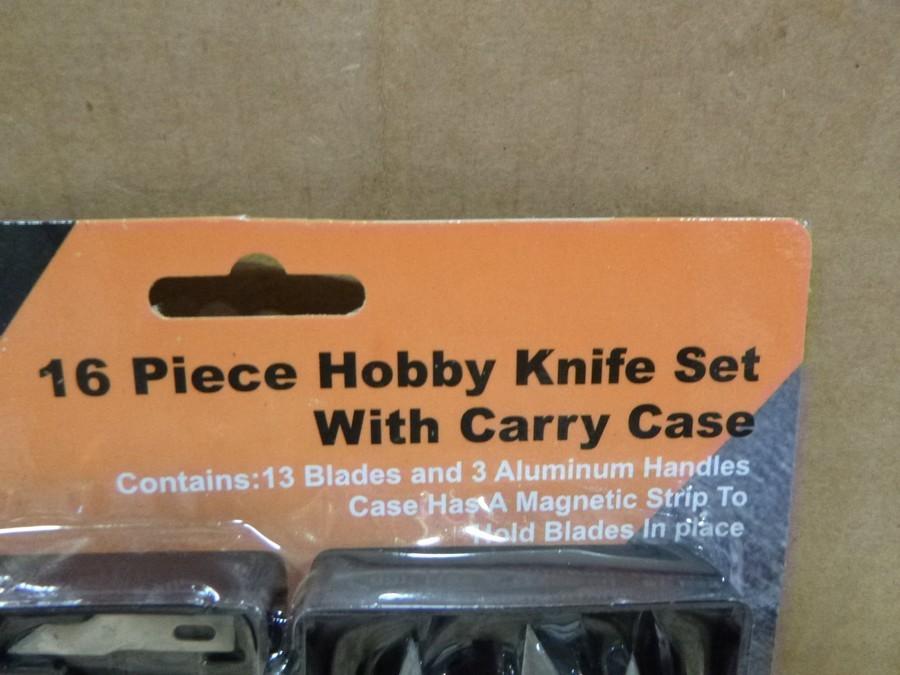 16 Piece Hobby Knife Set
With Carry Case
Contains:13 Blades and 3 Aluminum Handles
Case Has A Magnetic Strip To
Hold Blades In place